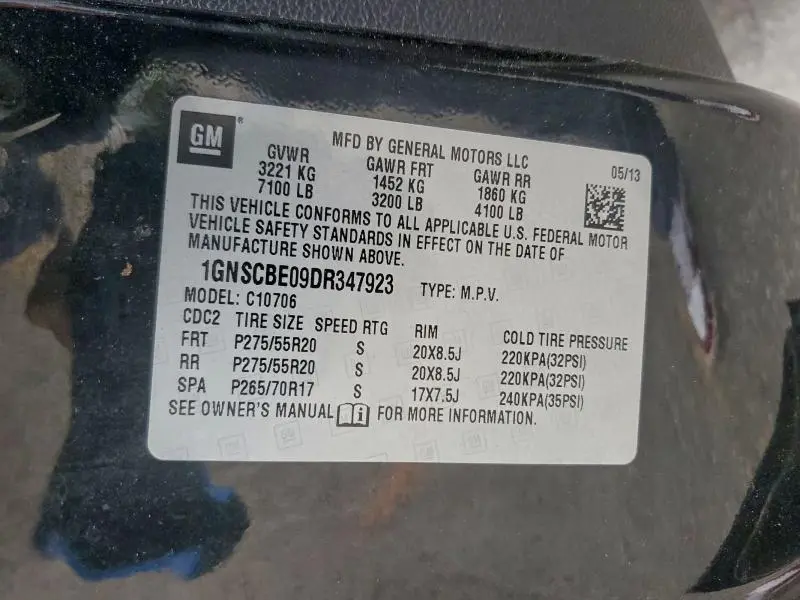 GM
MFD BY GENERAL MOTORS LLC
05/13
GVWR GAWR FRT GAWR RR
3221 KG 1452 KG 1860 KG
7100 LB 3200 LB 4100 LB
THIS VEHICLE CONFORMS TO ALL APPLICABLE U.S. FEDERAL MOTOR
VEHICLE SAFETY STANDARDS IN EFFECT ON THE DATE OF
MANUFACTURE SHOWN ABOVE.
1GNSCBE09DR347923 TYPE: M.P.V.
MODEL: C10706
CDC2 TIRE SIZE SPEED RTG RIM COLD TIRE PRESSURE
FRT P275/55R20 S 20X8.5J 220KPA(32PSI)
RR P275/55R20 S 20X8.5J 220KPA(32PSI)
SPA P265/70R17 S 17X7.5J 240KPA(35PSI)
SEE OWNER'S MANUAL FOR MORE INFORMATION.